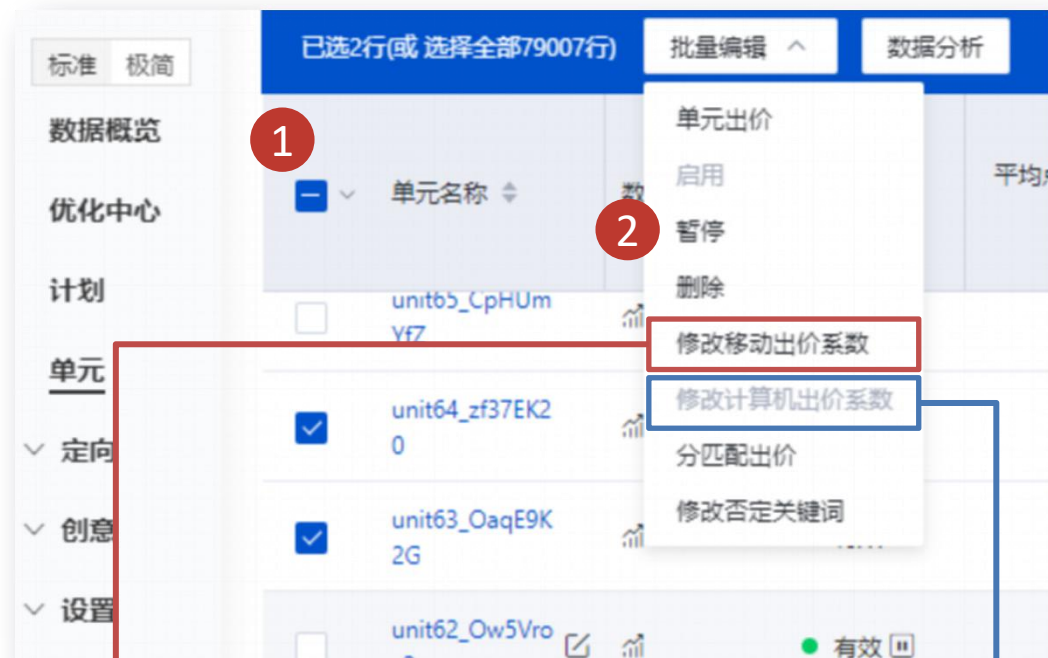 标准 极简
已选2行(或 选择全部79007行)
批量编辑
数据分析
数据概览
优化中心
计划
单元
定向
创意
设置
1
单元名称
数
平均
2
单元出价
启用
暂停
删除
修改移动出价系数
修改计算机出价系数
分匹配出价
修改否定关键词
unit65_CpHUm
YfZ
unit64_zf37EK2
0
unit63_OaqE9K
2G
unit62_Ow5Vro
有效